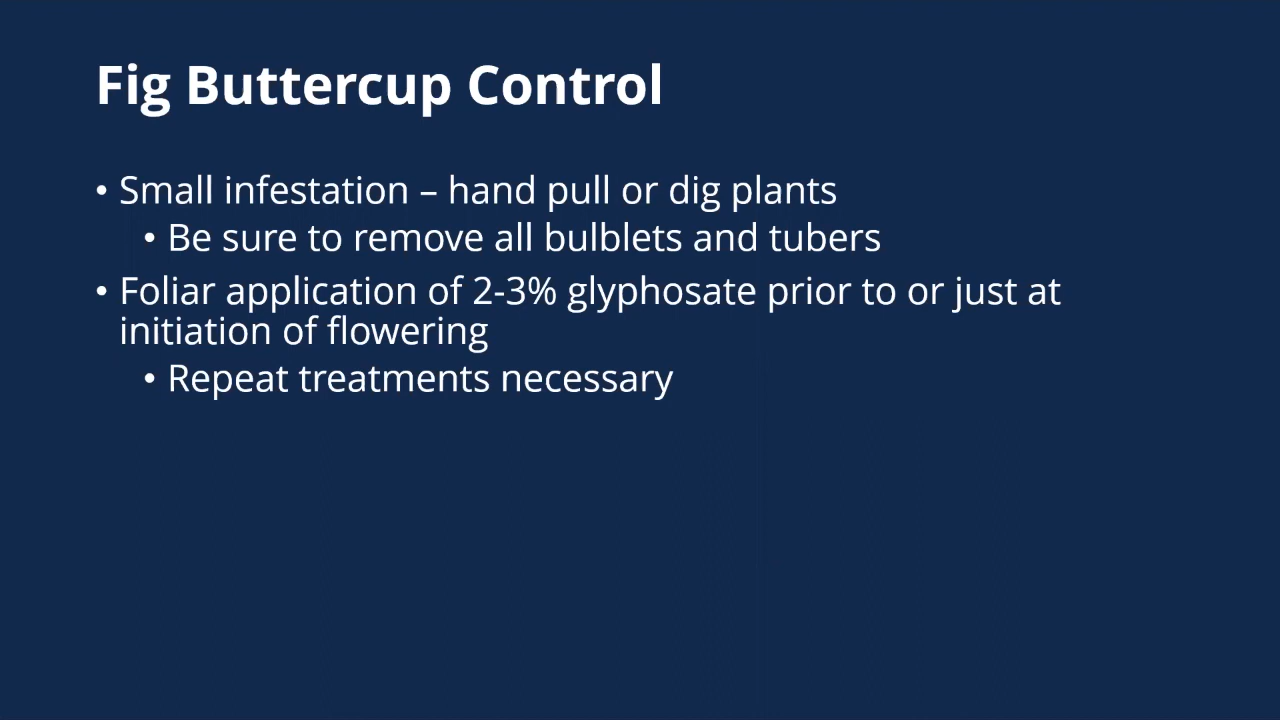 Fig Buttercup Control
• Small infestation – hand pull or dig plants
• Be sure to remove all bulblets and tubers
• Foliar application of 2-3% glyphosate prior to or just at
initiation of flowering
• Repeat treatments necessary